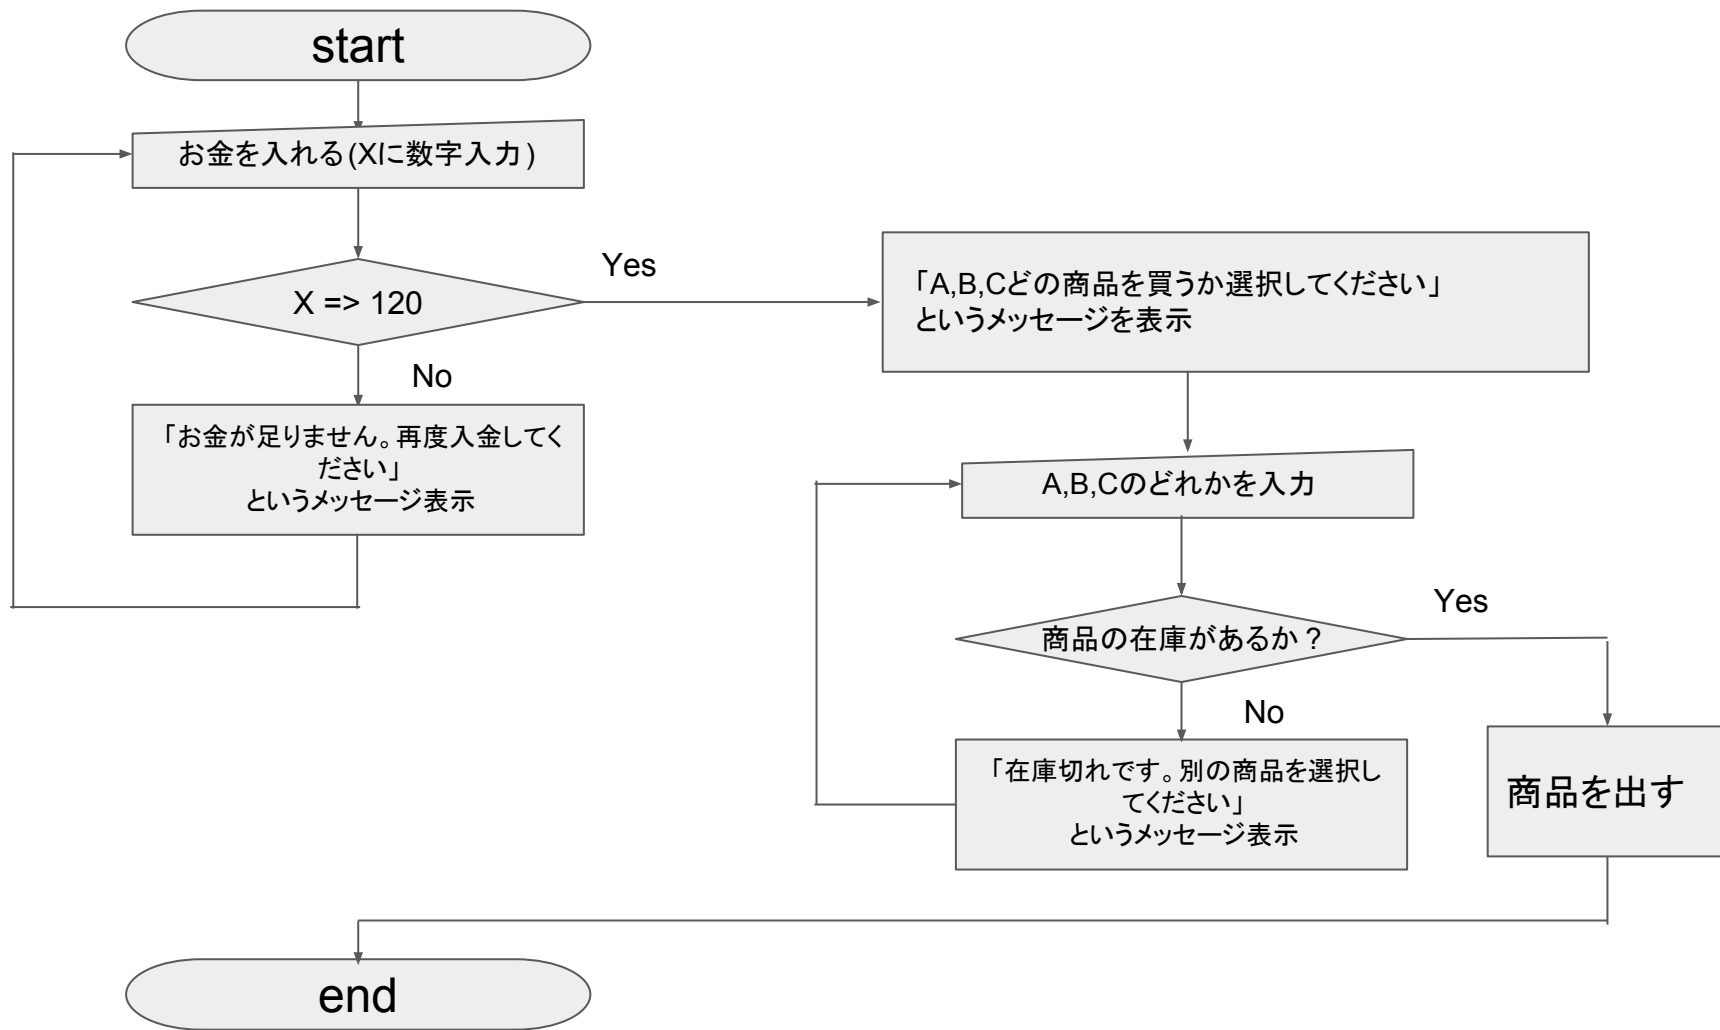 start
お金を入れる(Xに数字入力)
X => 120
Yes
No
「お金が足りません。再度入金してく
ださい」
というメッセージ表示
「A,B,Cどの商品を買うか選択してください」
というメッセージを表示
A,B,Cのどれかを入力
商品の在庫があるか？
Yes
No
「在庫切れです。別の商品を選択し
てください」
というメッセージ表示
商品を出す
end